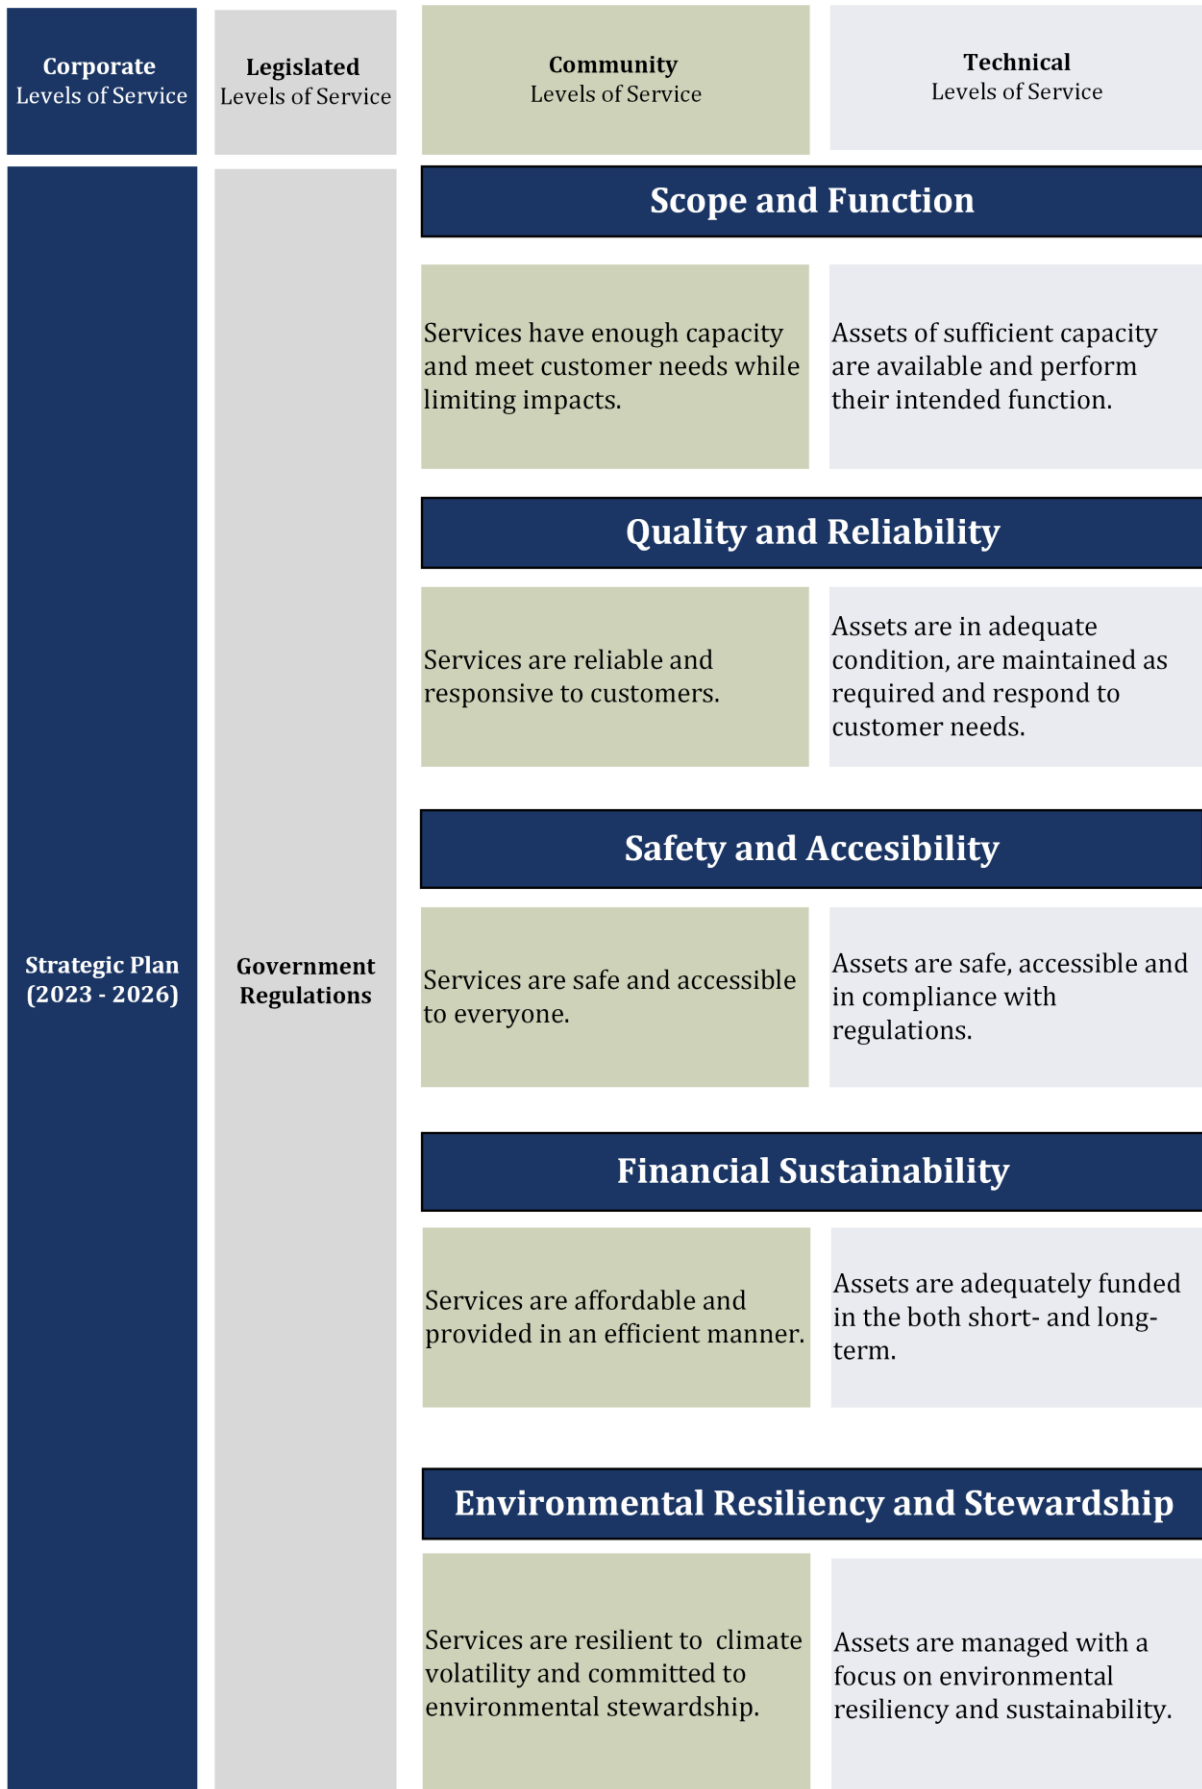 Corporate
Levels of Service
Legislated
Levels of Service
Community
Levels of Service
Technical
Levels of Service
Strategic Plan
(2023 - 2026)
Government
Regulations
Scope and Function
Services have enough capacity
and meet customer needs while
limiting impacts.
Assets of sufficient capacity
are available and perform
their intended function.
Quality and Reliability
Services are reliable and
responsive to customers.
Assets are in adequate
condition, are maintained as
required and respond to
customer needs.
Safety and Accesibility
Services are safe and accessible
to everyone.
Assets are safe, accessible and
in compliance with
regulations.
Financial Sustainability
Services are affordable and
provided in an efficient manner.
Assets are adequately funded
in the both short- and long-
term.
Environmental Resiliency and Stewardship
Services are resilient to  climate
volatility and committed to
environmental stewardship.
Assets are managed with a
focus on environmental
resiliency and sustainability.